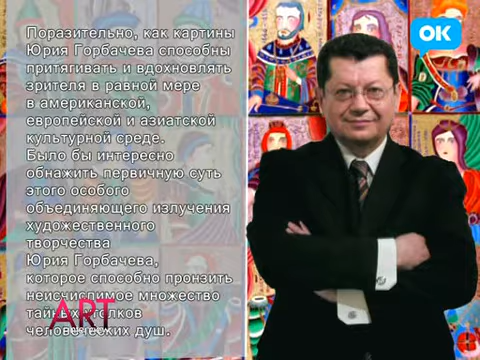 Поразительно, как картины
Юрия Горбачева способны
притягивать и вдохновлять
зрителя в равной мере
в американской,
европейской и азиатской
культурной среде.
Было бы интересно
обнажить первичную суть
этого особого
объединяющего излучения
художественного
творчества
Юрия Горбачева,
которое способно пронзить
неисчислимое множество
тайных уголков
человеческих душ.
ART
OK